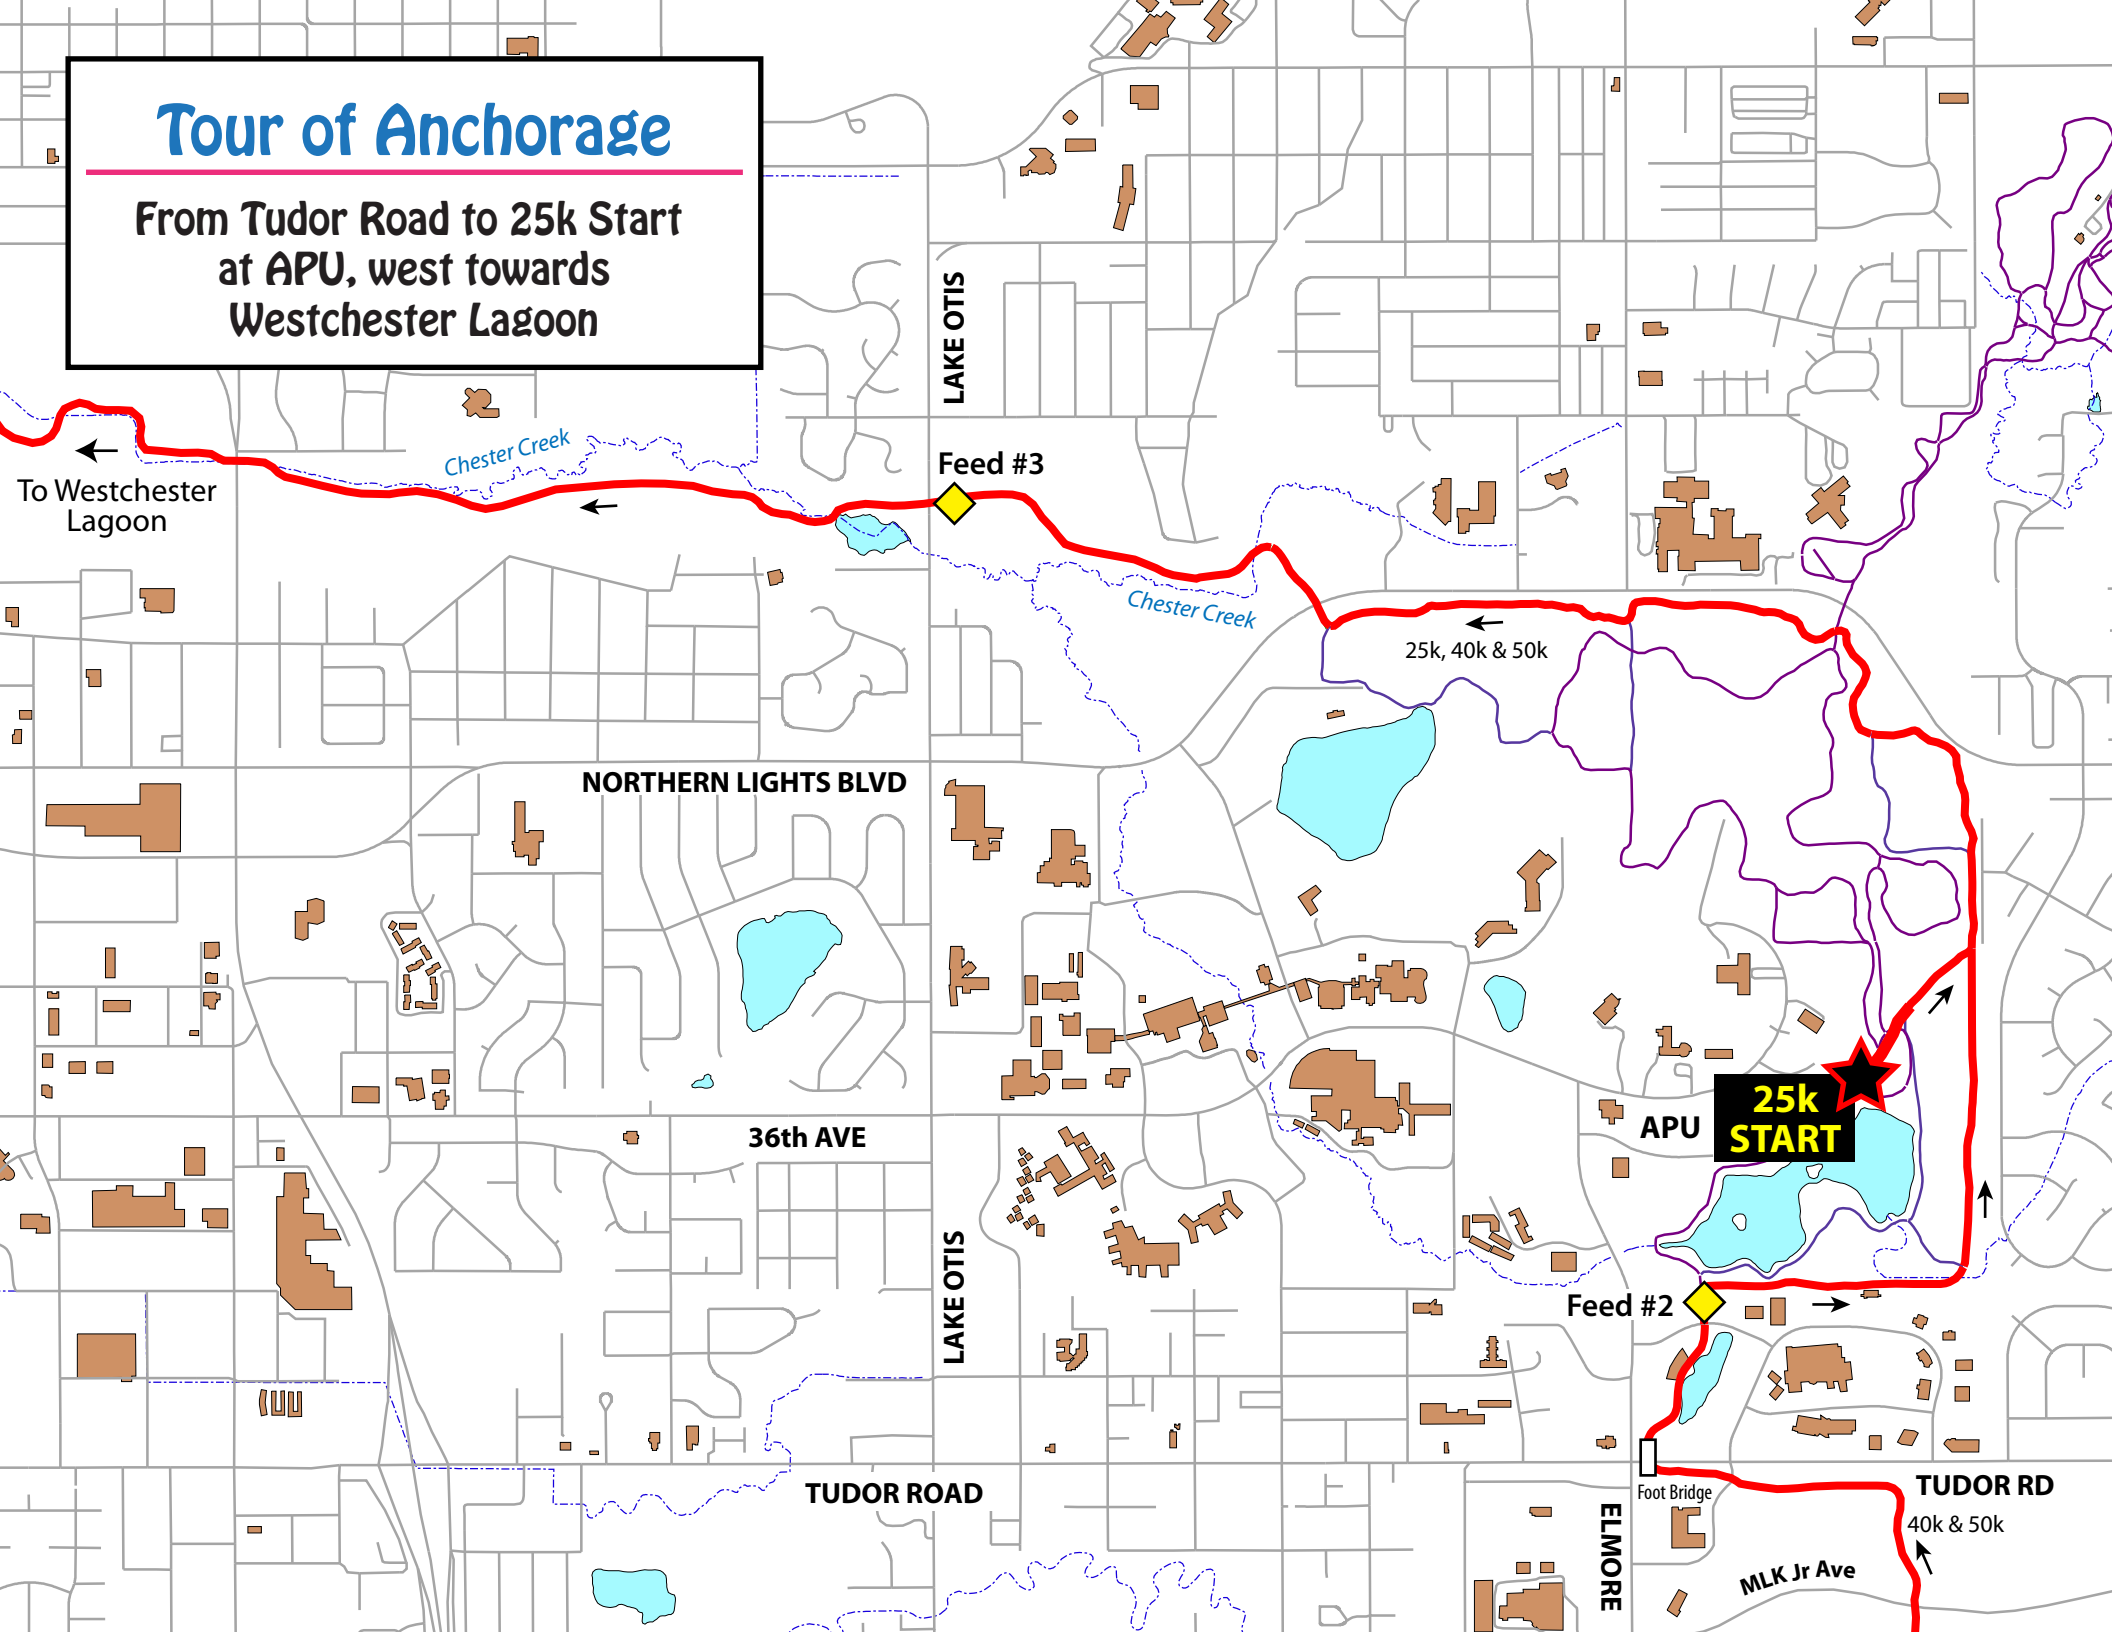 Tour of Anchorage
From Tudor Road to 25k Start
at APU, west towards
Westchester Lagoon
LAKE OTIS
Chester Creek
Feed #3
To Westchester
Lagoon
Chester Creek
25k, 40k & 50k
NORTHERN LIGHTS BLVD
25k
START
APU
36th AVE
LAKE OTIS
Feed #2
TUDOR ROAD
Foot Bridge
TUDOR RD
40k & 50k
ELMORE
MLK Jr Ave